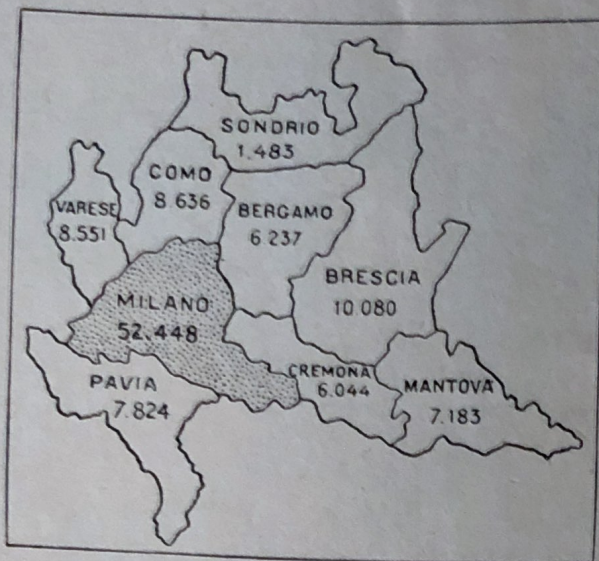 SONDRIO
1.483
COMO
8.636
VARESE
8.551
BERGAMO
6.237
BRESCIA
10.080
MILANO
52.448
CREMONA
6.044
MANTOVA
7.183
PAVIA
7.824